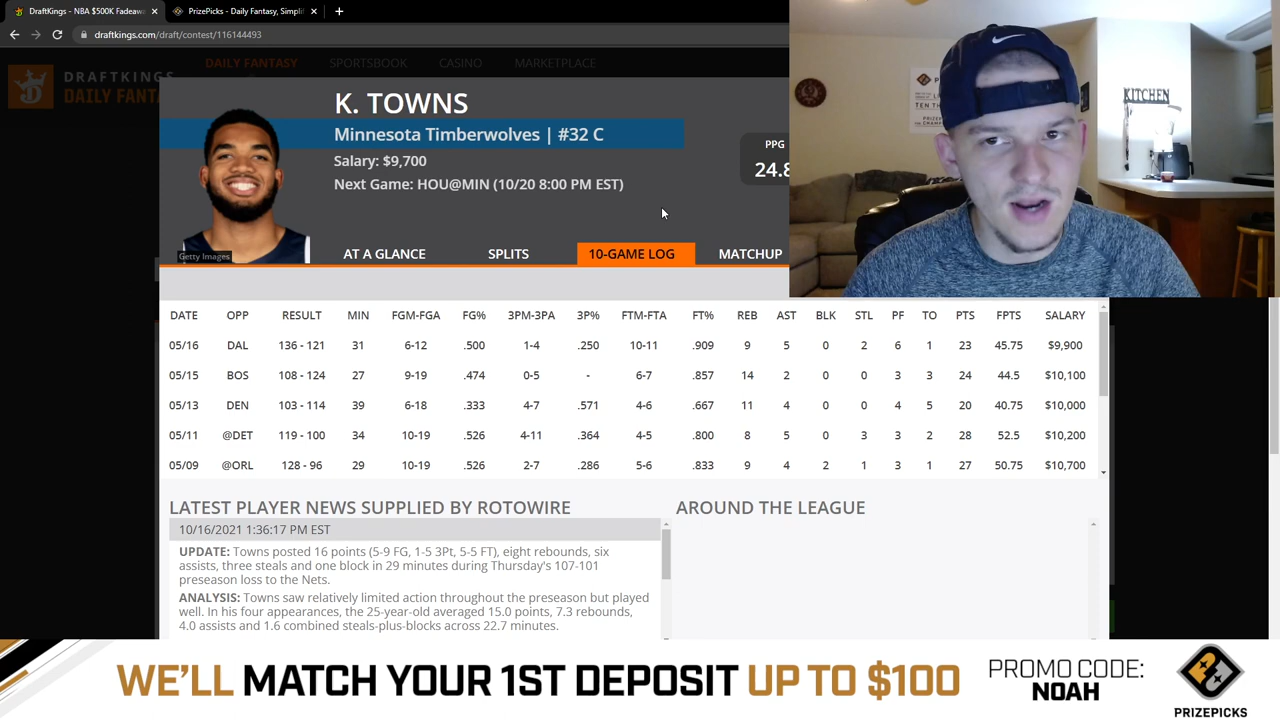 DraftKings - NBA $500K Fadeaw
PrizePicks - Daily Fantasy, Simpli
draftkings.com/draft/contest/116144493
DRAFTKINGS
DAILY FANT
DAILY FANTASY
SPORTSBOOK
CASINO
MARKETPLACE
K. TOWNS
Minnesota Timberwolves | #32 C
Salary: $9,700
Next Game: HOU@MIN (10/20 8:00 PM EST)
PPG
24.8
Getty Images
AT A GLANCE SPLITS 10-GAME LOG MATCHUP
KITCHEN
DATE OPP RESULT MIN FGM-FGA FG% 3PM-3PA 3P% FTM-FTA FT% REB AST BLK STL PF TO PTS FPTS SALARY
05/16 DAL 136 - 121 31 6-12 .500 1-4 .250 10-11 .909 9 5 0 2 6 1 23 45.75 $9,900
05/15 BOS 108 - 124 27 9-19 .474 0-5 - 6-7 .857 14 2 0 0 3 3 24 44.5 $10,100
05/13 DEN 103 - 114 39 6-18 .333 4-7 .571 4-6 .667 11 4 0 0 4 5 20 40.75 $10,000
05/11 @DET 119 - 100 34 10-19 .526 4-11 .364 4-5 .800 8 5 0 3 3 2 28 52.5 $10,200
05/09 @ORL 128 - 96 29 10-19 .526 2-7 .286 5-6 .833 9 4 2 1 3 1 27 50.75 $10,700
LATEST PLAYER NEWS SUPPLIED BY ROTOWIRE
10/16/2021 1:36:17 PM EST
UPDATE: Towns posted 16 points (5-9 FG, 1-5 3Pt, 5-5 FT), eight rebounds, six
assists, three steals and one block in 29 minutes during Thursday's 107-101
preseason loss to the Nets.
ANALYSIS: Towns saw relatively limited action throughout the preseason but played
well. In his four appearances, the 25-year-old averaged 15.0 points, 7.3 rebounds,
4.0 assists and 1.6 combined steals-plus-blocks across 22.7 minutes.
AROUND THE LEAGUE
WE'LL MATCH YOUR 1ST DEPOSIT UP TO $100
PROMO CODE:
NOAH
PRIZEPICKS